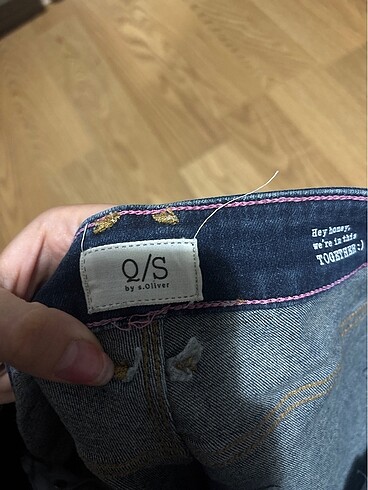 Q/S
by s.Oliver
Hey honey,
we're in this
TOGETHER :)